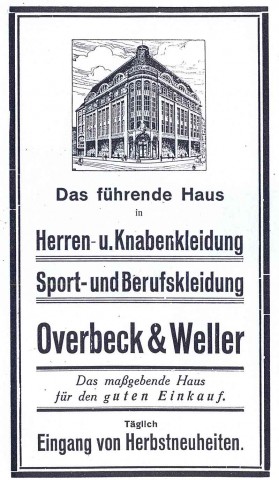 Das führende Haus
in
Herren- u. Knabenkleidung
Sport- und Berufskleidung
Overbeck & Weller
Das maßgebende Haus
für den guten Einkauf.
Täglich
Eingang von Herbstneuheiten.